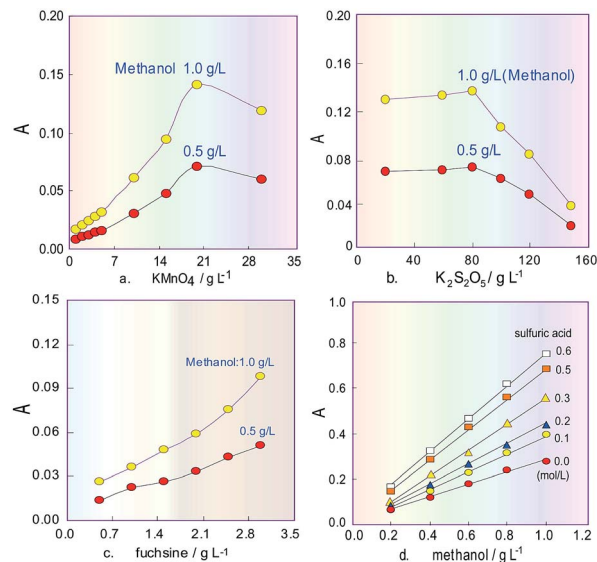 0.20
0.15
0.10
0.05
0.00
A
Methanol 1.0 g/L
0.5 g/L
0 7 14 21 28 35
a. KMnO4 / g L-1
0.20
0.16
0.12
0.08
0.04
0
A
1.0 g/L(Methanol)
0.5 g/L
0 40 80 120 160
b. K2S2O5/ g L-1
0.15
0.12
0.09
0.06
0.03
0.00
A
Methanol:1.0 g/L
0.5 g/L
0.0 0.7 1.4 2.1 2.8 3.5
c. fuchsine / g L-1
1.0
0.8
0.6
0.4
0.2
0.0
A
sulfuric acid
0.6
0.5
0.3
0.2
0.1
0.0
(mol/L)
0.0 0.2 0.4 0.6 0.8 1.0 1.2
d. methanol / g L-1